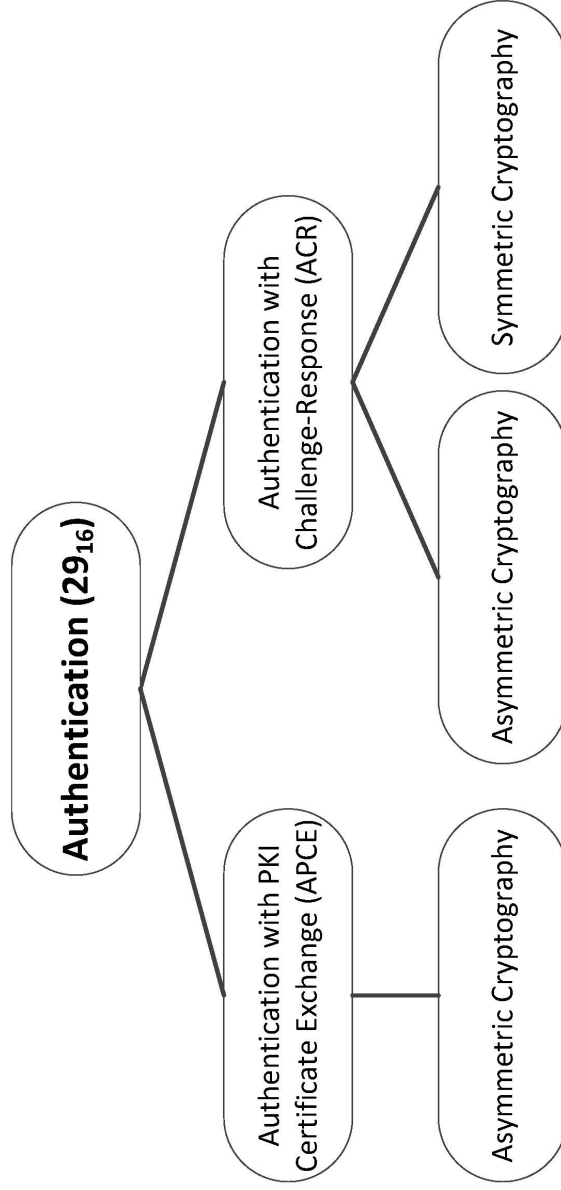 Authentication (29₁₆)
Authentication with PKI
Certificate Exchange (APCE)
Authentication with
Challenge-Response (ACR)
Asymmetric Cryptography
Asymmetric Cryptography
Symmetric Cryptography